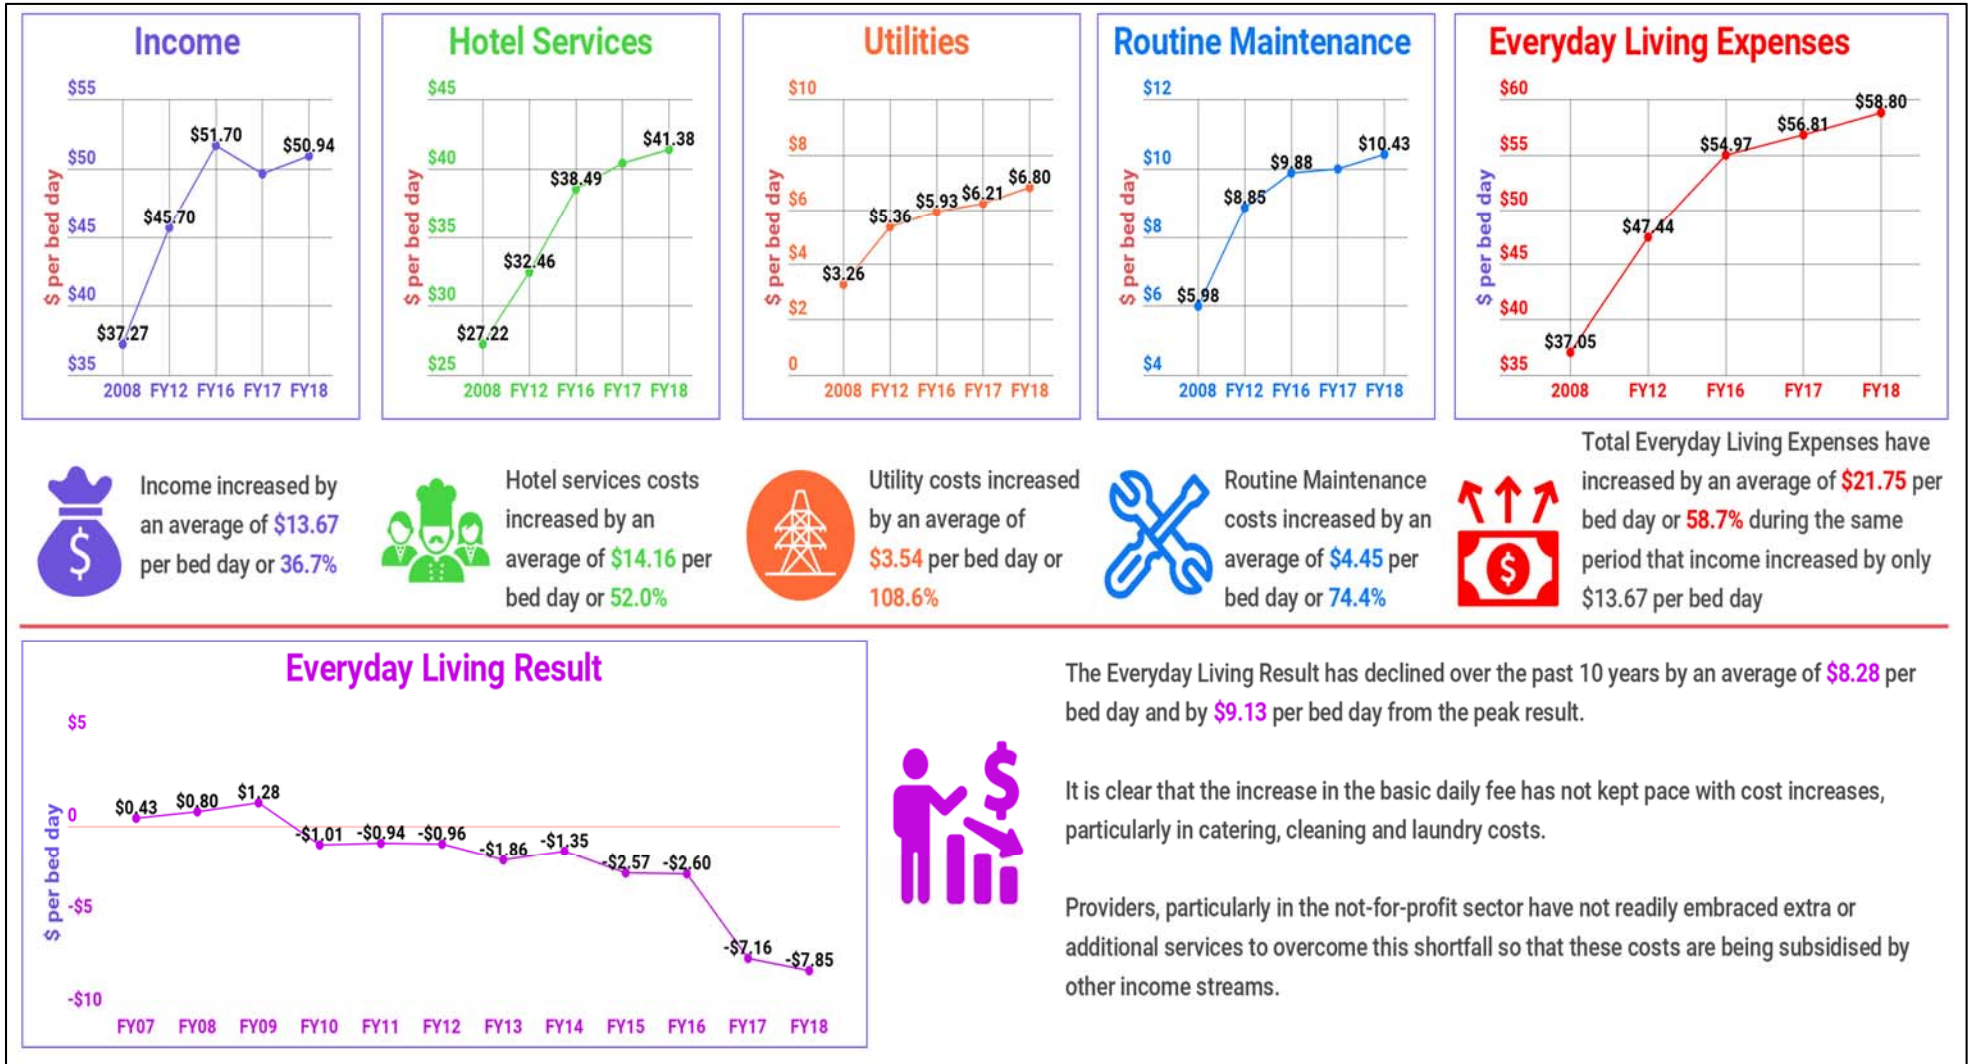 Income
$55
$50
$45
$40
$35
$ per bed day
$37.27
$45.70
$51.70
$50.94
2008 FY12 FY16 FY17 FY18
Hotel Services
$45
$40
$35
$30
$25
$ per bed day
$27.22
$32.46
$38.49
$41.38
2008 FY12 FY16 FY17 FY18
Utilities
$10
$8
$6
$4
$2
0
$ per bed day
$3.26
$5.36
$5.93
$6.21
$6.80
2008 FY12 FY16 FY17 FY18
Routine Maintenance
$12
$10
$8
$6
$4
$ per bed day
$5.98
$8.85
$9.88
$10.43
2008 FY12 FY16 FY17 FY18
Everyday Living Expenses
$60
$55
$50
$45
$40
$35
$ per bed day
$37.05
$47.44
$54.97
$56.81
$58.80
2008 FY12 FY16 FY17 FY18
$
Income increased by
an average of $13.67
per bed day or 36.7%
Hotel services costs
increased by an
average of $14.16 per
bed day or 52.0%
Utility costs increased
by an average of
$3.54 per bed day or
108.6%
Routine Maintenance
costs increased by an
average of $4.45 per
bed day or 74.4%
$
Total Everyday Living Expenses have
increased by an average of $21.75 per
bed day or 58.7% during the same
period that income increased by only
$13.67 per bed day
Everyday Living Result
$5
0
-$5
-$10
$ per bed day
$0.43
$0.80
$1.28
-$1.01
-$0.94
-$0.96
-$1.86
-$1.35
-$2.57
-$2.60
-$7.16
-$7.85
FY07 FY08 FY09 FY10 FY11 FY12 FY13 FY14 FY15 FY16 FY17 FY18
$
The Everyday Living Result has declined over the past 10 years by an average of $8.28 per
bed day and by $9.13 per bed day from the peak result.
It is clear that the increase in the basic daily fee has not kept pace with cost increases,
particularly in catering, cleaning and laundry costs.
Providers, particularly in the not-for-profit sector have not readily embraced extra or
additional services to overcome this shortfall so that these costs are being subsidised by
other income streams.